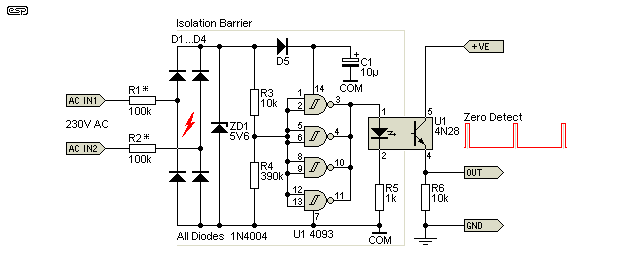 esp
Isolation Barrier
D1...D4
D5
+
C1
10µ
COM
+VE
R1*
100k
AC IN1
230V AC
R2*
100k
AC IN2
ZD1
5V6
R3
10k
R4
390k
14
1
2
3
5
6
4
8
9
10
12
13
11
7
U1 4093
1
2
5
4
U1
4N28
Zero Detect
R5
1k
COM
R6
10k
OUT
GND
All Diodes 1N4004